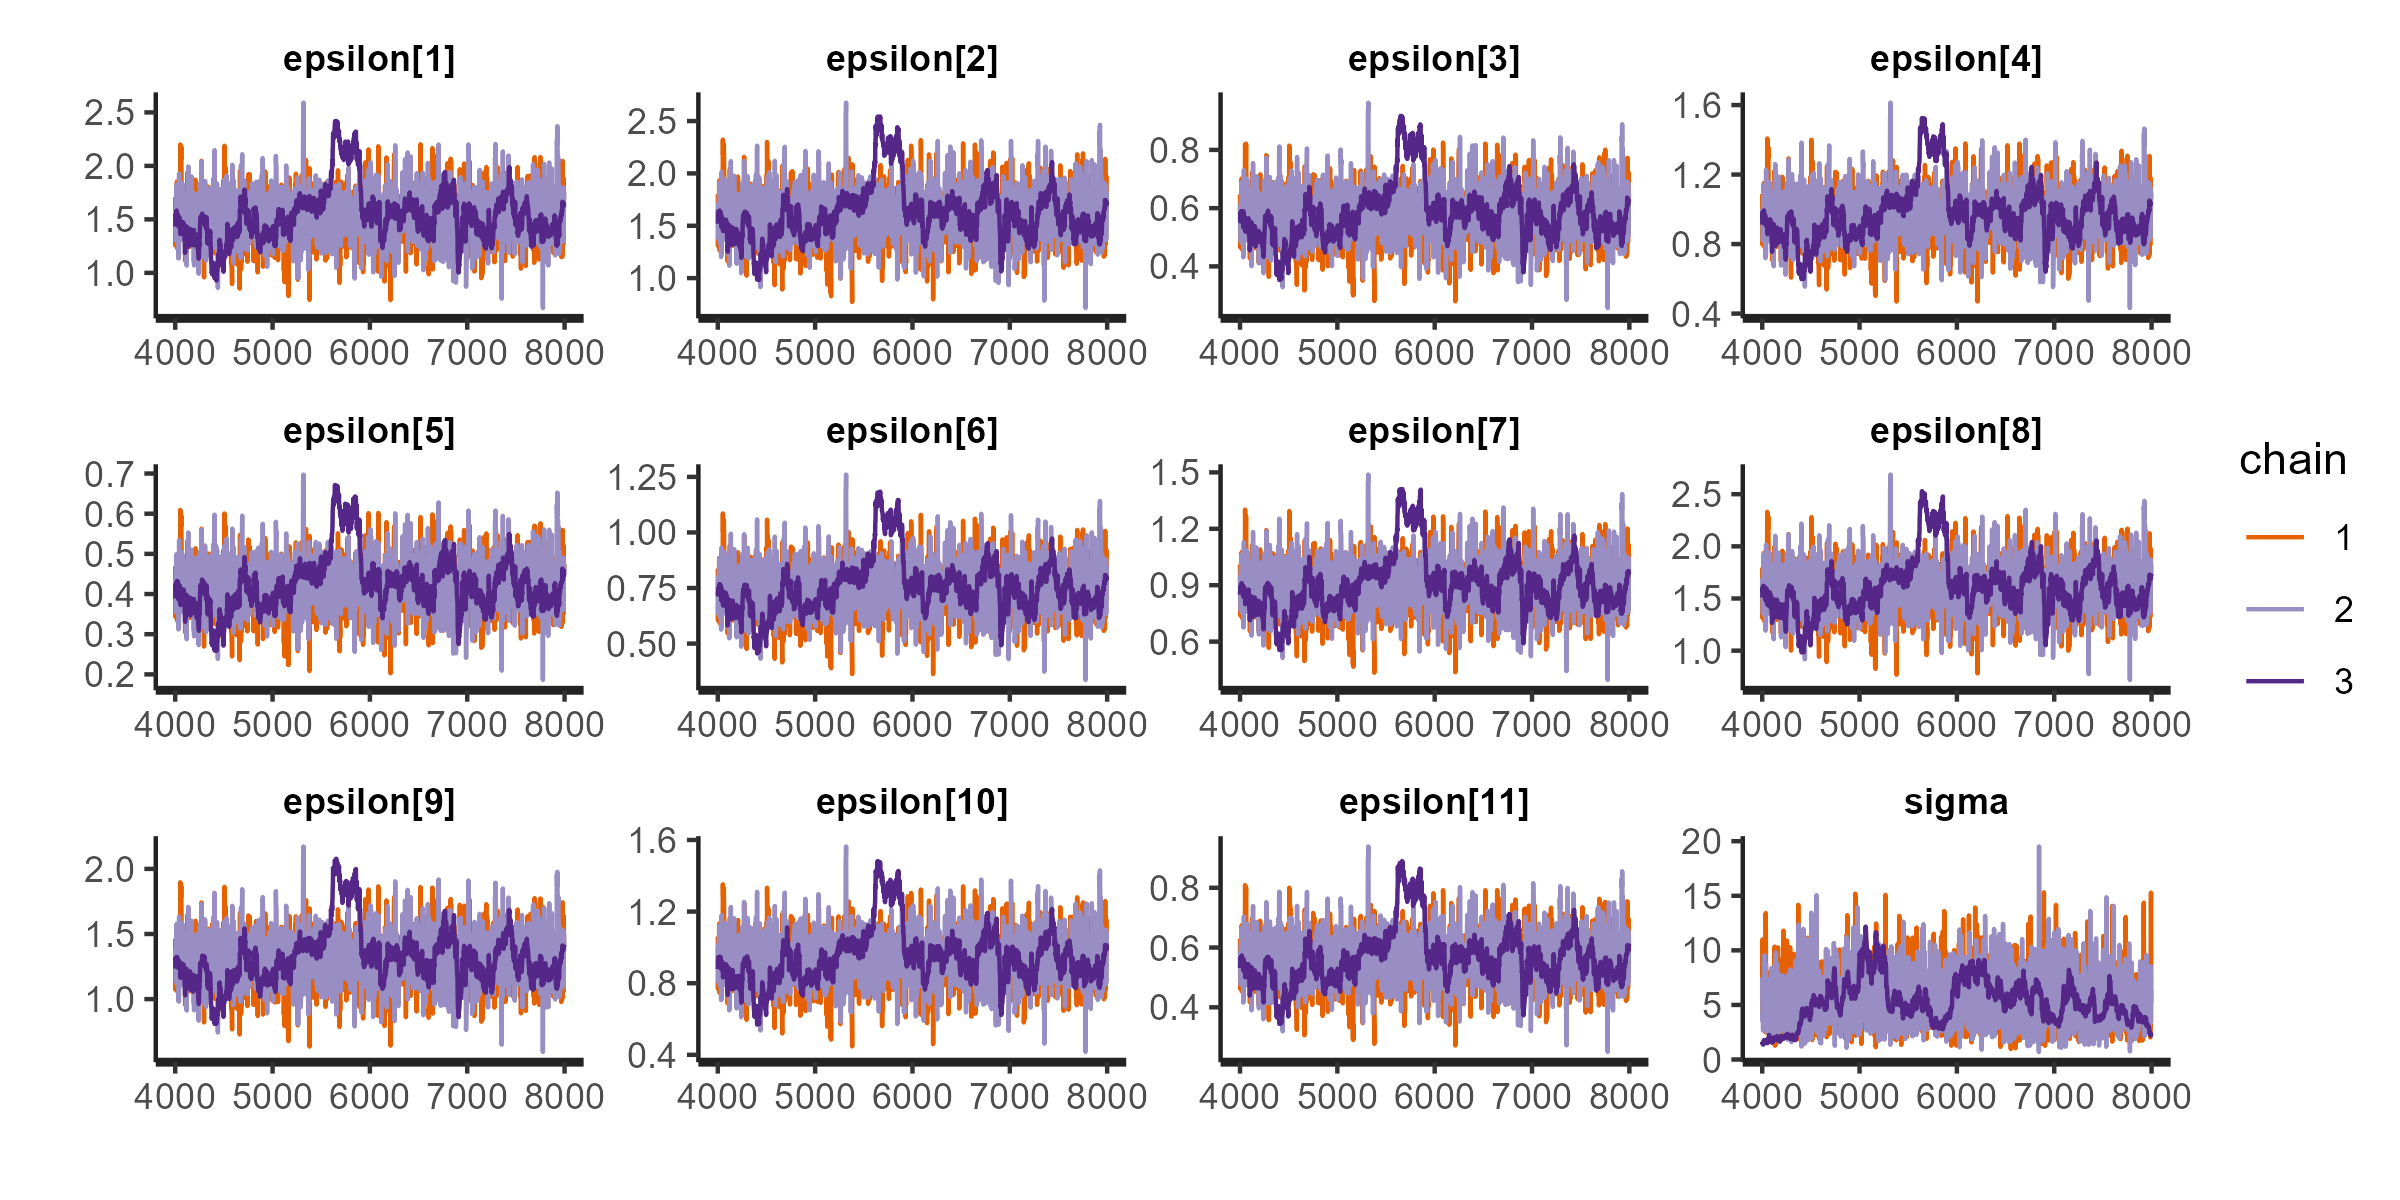 epsilon[1] epsilon[2] epsilon[3] epsilon[4]
2.5 2.0 1.5 1.0
2.5 2.0 1.5 1.0
0.8 0.6 0.4
1.6 1.2 0.8 0.4
4000 5000 6000 7000 8000 4000 5000 6000 7000 8000 4000 5000 6000 7000 8000 4000 5000 6000 7000 8000
epsilon[5] epsilon[6] epsilon[7] epsilon[8]
0.7 0.6 0.5 0.4 0.3 0.2
1.25 1.00 0.75 0.50
1.5 1.2 0.9 0.6
2.5 2.0 1.5 1.0
4000 5000 6000 7000 8000 4000 5000 6000 7000 8000 4000 5000 6000 7000 8000 4000 5000 6000 7000 8000
epsilon[9] epsilon[10] epsilon[11] sigma
2.0 1.5 1.0
1.6 1.2 0.8 0.4
0.8 0.6 0.4
20 15 10 5 0
4000 5000 6000 7000 8000 4000 5000 6000 7000 8000 4000 5000 6000 7000 8000 4000 5000 6000 7000 8000
chain
1
2
3